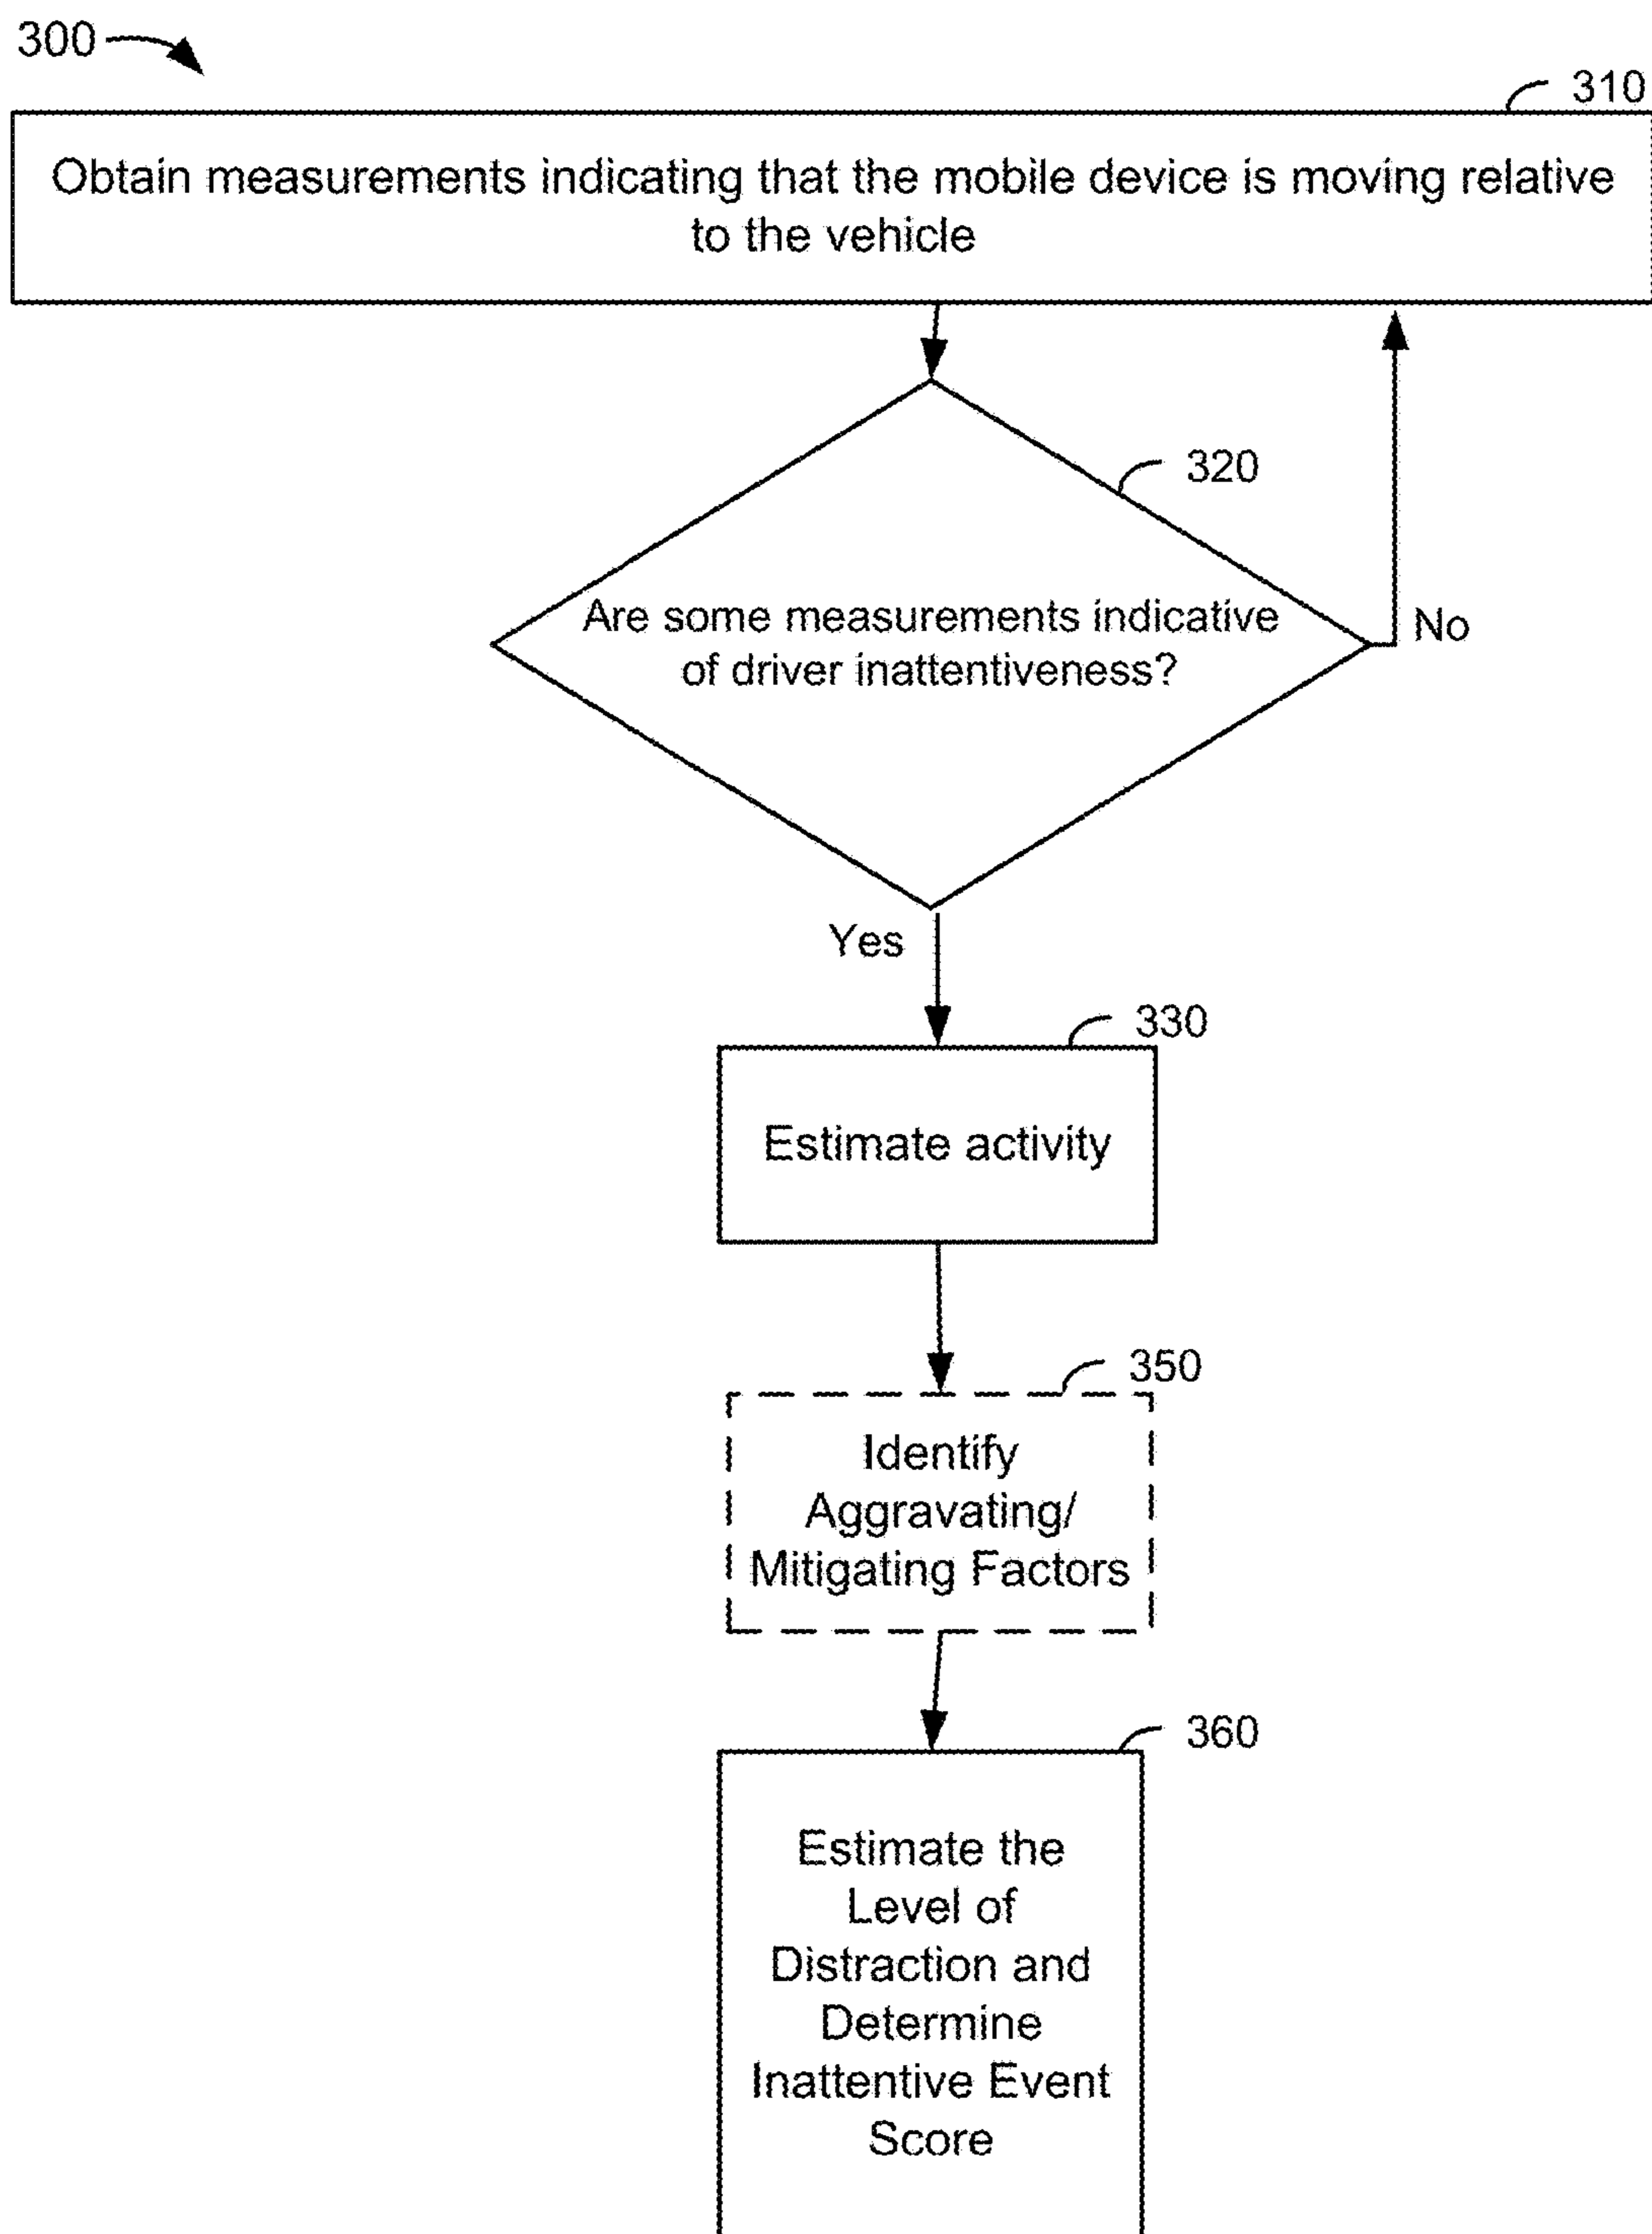 300
310
Obtain measurements indicating that the mobile device is moving relative
to the vehicle
320
Are some measurements indicative
of driver inattentiveness?
No
Yes
330
Estimate activity
350
Identify
Aggravating/
Mitigating Factors
360
Estimate the
Level of
Distraction and
Determine
Inattentive Event
Score